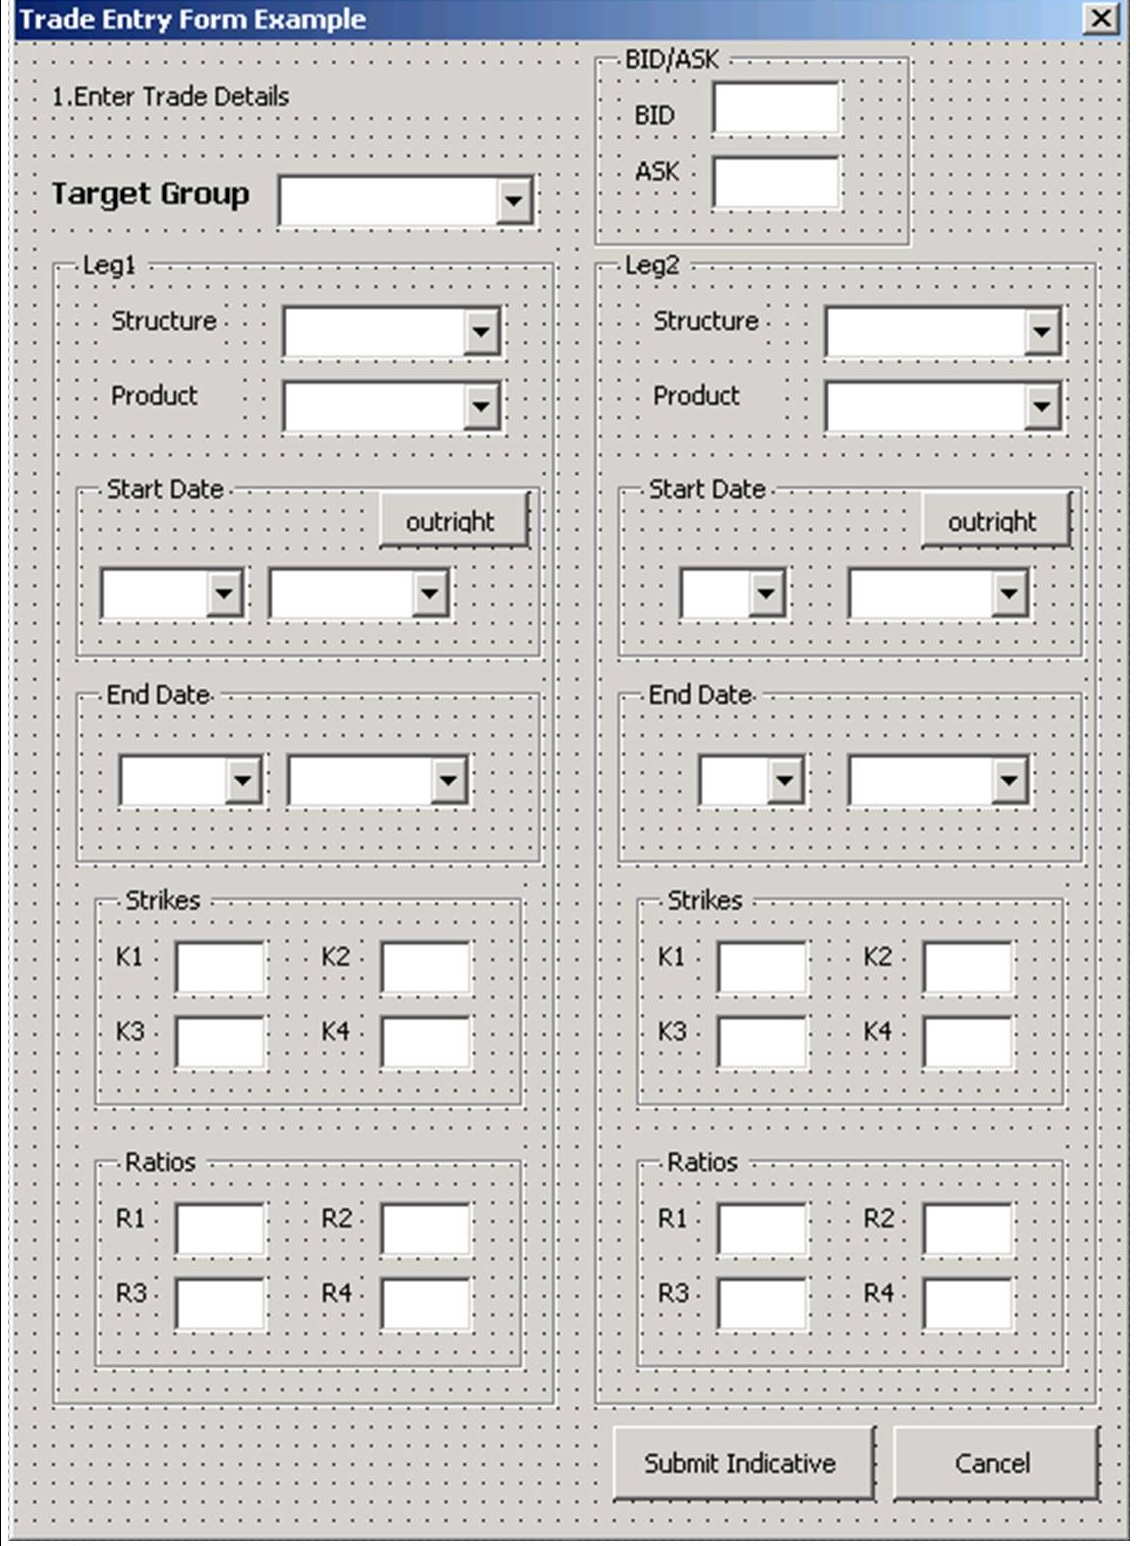 Trade Entry Form Example
1.Enter Trade Details
BID/ASK
BID
ASK
Target Group
Leg1
Structure
Product
Start Date
outright
End Date
Strikes
K1 K2
K3 K4
Ratios
R1 R2
R3 R4
Leg2
Structure
Product
Start Date
outright
End Date
Strikes
K1 K2
K3 K4
Ratios
R1 R2
R3 R4
Submit Indicative Cancel